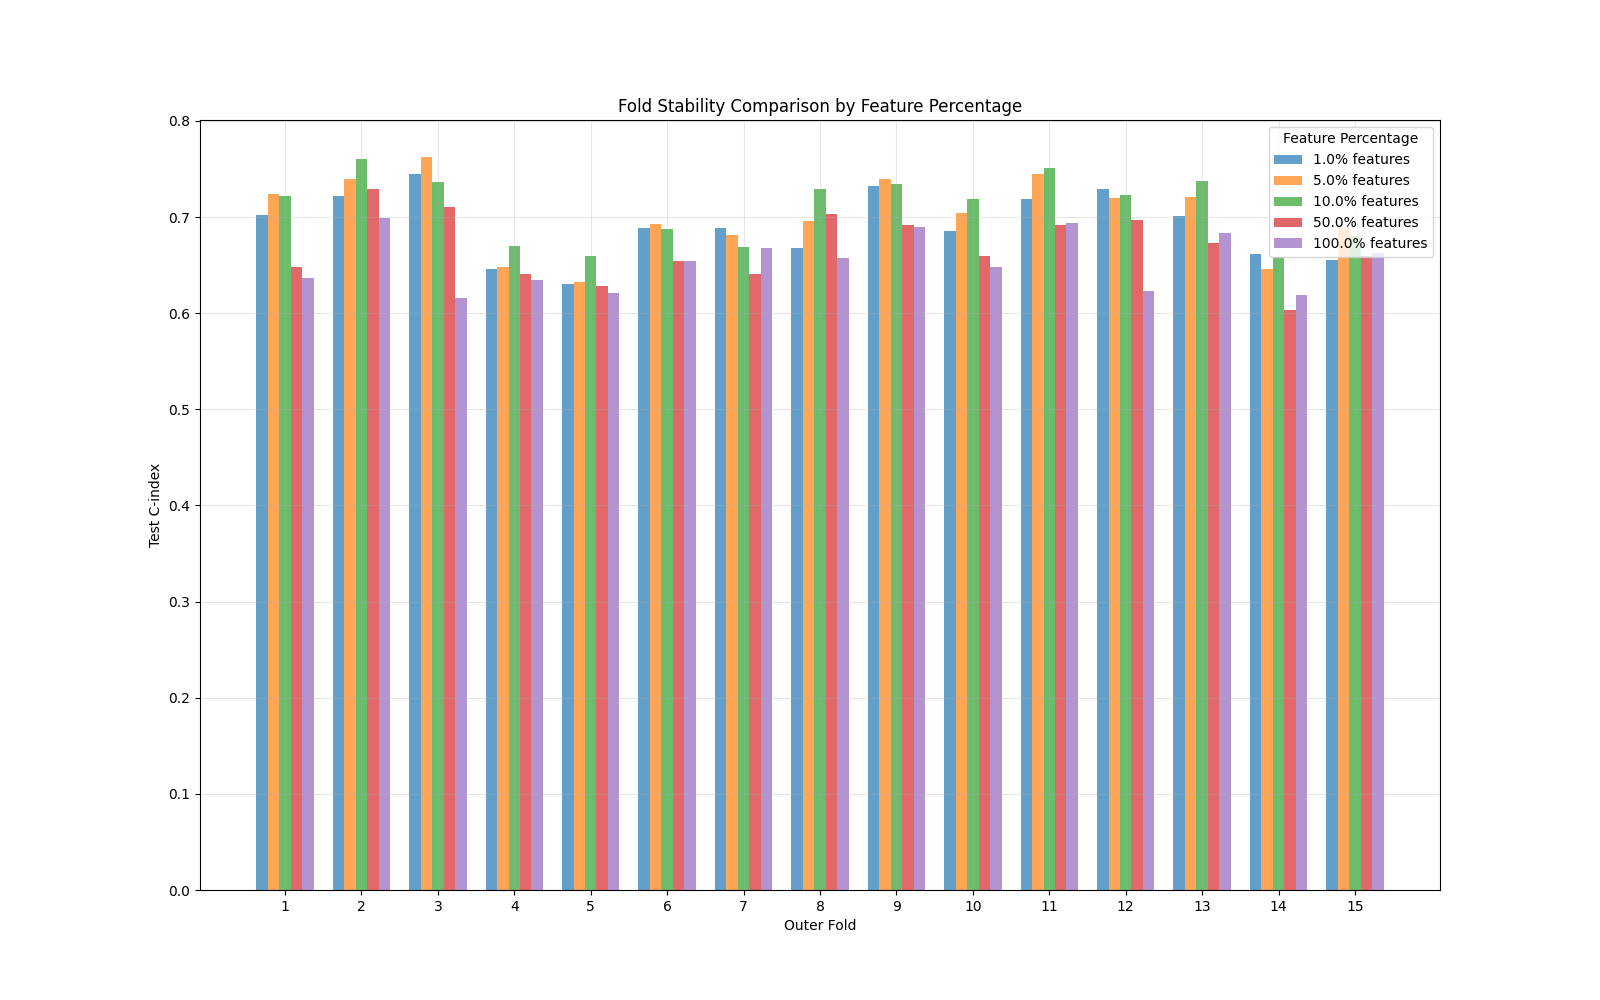 Fold Stability Comparison by Feature Percentage
Test C-index
0.8
0.7
0.6
0.5
0.4
0.3
0.2
0.1
0.0
Feature Percentage
1.0% features
5.0% features
10.0% features
50.0% features
100.0% features
1 2 3 4 5 6 7 8 9 10 11 12 13 14 15
Outer Fold